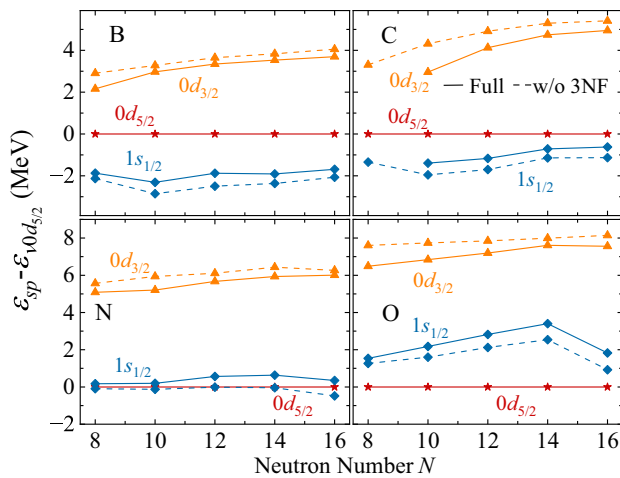 B
C
4
2
0
−2
0d3/2
0d5/2
1s1/2
0d3/2
Full
w/o 3NF
0d5/2
1s1/2
εsp-εν0d5/2 (MeV)
8
6
4
2
0
−2
0d3/2
N
1s1/2
0d5/2
0d3/2
O
1s1/2
0d5/2
8 10 12 14 16 8 10 12 14 16
Neutron Number N